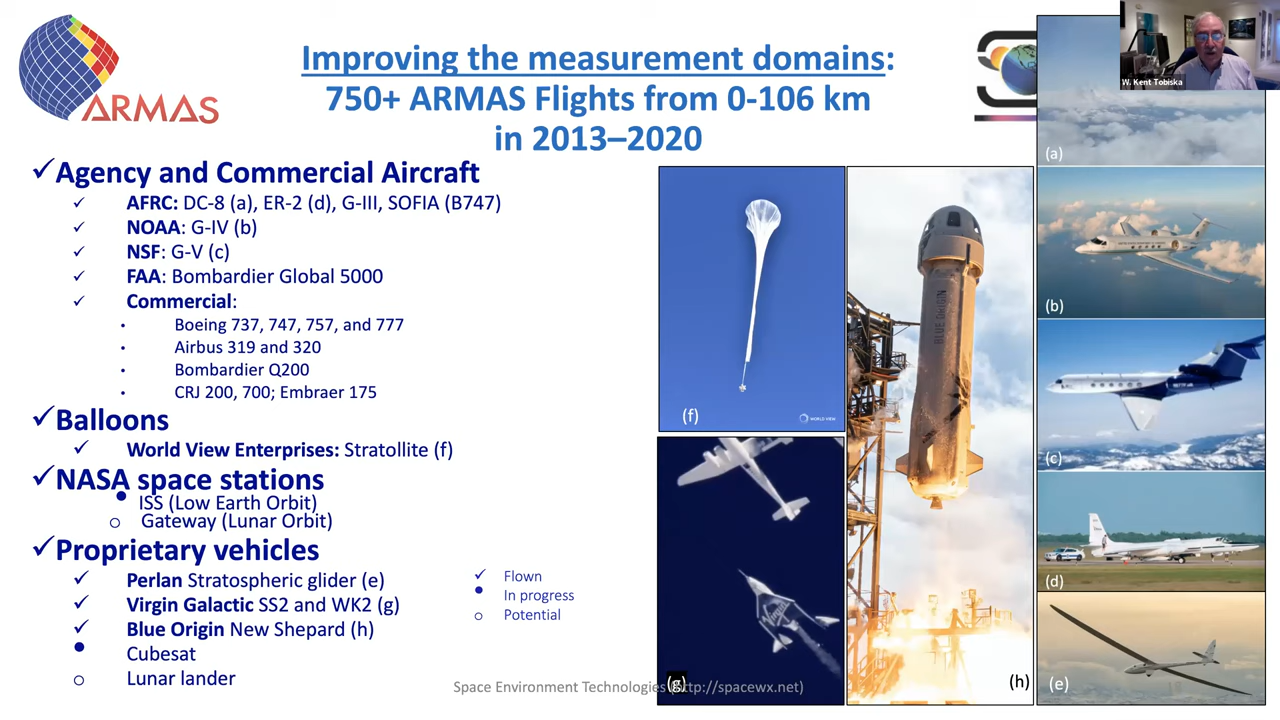 ARMAS
Improving the measurement domains:
750+ ARMAS Flights from 0-106 km
in 2013–2020
W. Kent Tobiska
✓Agency and Commercial Aircraft
✓ AFRC: DC-8 (a), ER-2 (d), G-III, SOFIA (B747)
✓ NOAA: G-IV (b)
✓ NSF: G-V (c)
✓ FAA: Bombardier Global 5000
✓ Commercial:
• Boeing 737, 747, 757, and 777
• Airbus 319 and 320
• Bombardier Q200
• CRJ 200, 700; Embraer 175
✓Balloons
✓ World View Enterprises: Stratollite (f)
✓NASA space stations
• ISS (Low Earth Orbit)
o Gateway (Lunar Orbit)
✓Proprietary vehicles
✓ Perlan Stratospheric glider (e)
✓ Virgin Galactic SS2 and WK2 (g)
✓ Blue Origin New Shepard (h)
• Cubesat
o Lunar lander
✓ Flown
• In progress
o Potential
(f)
WORLD VIEW
(g)
BLUE ORIGIN
(h)
(a)
(b)
(c)
(d)
(e)
Space Environment Technologies (http://spacewx.net)